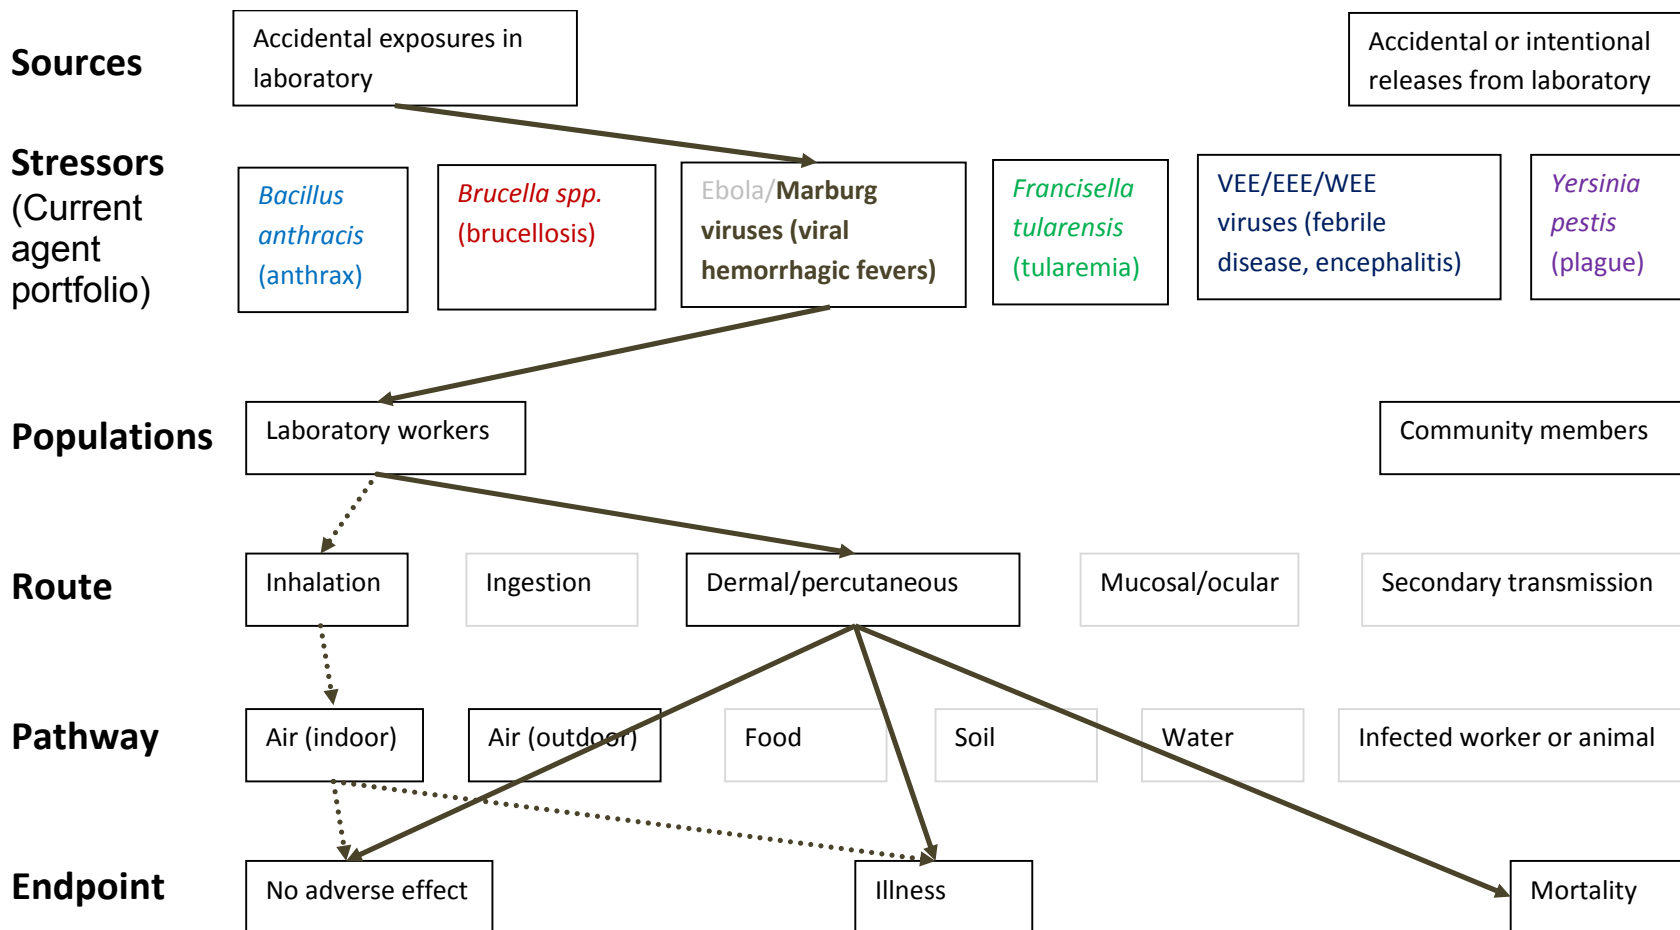 Sources
Accidental exposures in
laboratory
Accidental or intentional
releases from laboratory
Stressors
(Current
agent
portfolio)
Bacillus
anthracis
(anthrax)
Brucella spp.
(brucellosis)
Ebola/Marburg
viruses (viral
hemorrhagic fevers)
Francisella
tularensis
(tularemia)
VEE/EEE/WEE
viruses (febrile
disease, encephalitis)
Yersinia
pestis
(plague)
Populations
Laboratory workers
Community members
Route
Inhalation
Ingestion
Dermal/percutaneous
Mucosal/ocular
Secondary transmission
Pathway
Air (indoor)
Air (outdoor)
Food
Soil
Water
Infected worker or animal
Endpoint
No adverse effect
Illness
Mortality